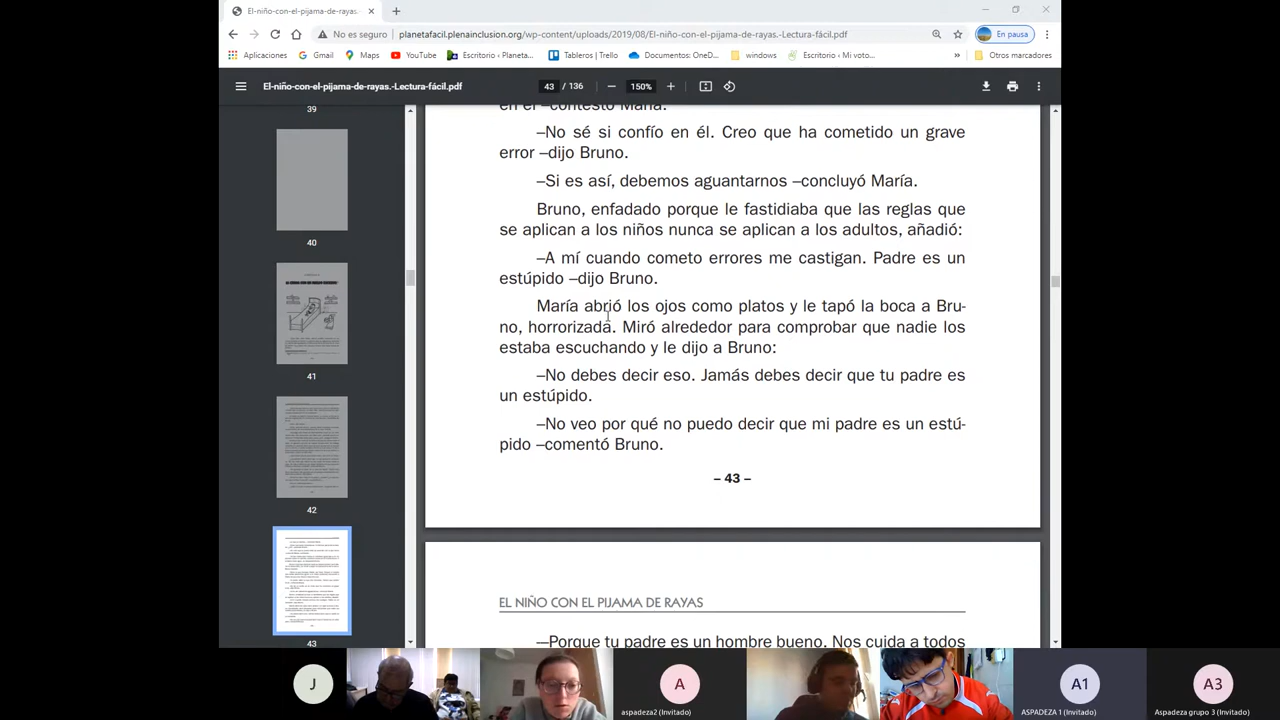 El-niño-con-el-pijama-de-rayas.
No es seguro
planetafacil.plenainclusion.org/wp-content/uploads/2019/08/El-niño-con-el-pijama-de-rayas.-Lectura-fácil.pdf
En pausa
Aplicaciones
Gmail
Maps
YouTube
Escritorio ‹ Planeta...
Tableros | Trello
Documentos: OneD...
windows
Escritorio ‹ Mi voto...
»
Otros marcadores
El-niño-con-el-pijama-de-rayas.-Lectura-fácil.pdf
43 / 136
150%
39
40
41
42
43
en él –contestó María.
–No sé si confío en él. Creo que ha cometido un grave
error –dijo Bruno.
–Si es así, debemos aguantarnos –concluyó María.
Bruno, enfadado porque le fastidiaba que las reglas que
se aplican a los niños nunca se aplican a los adultos, añadió:
–A mí cuando cometo errores me castigan. Padre es un
estúpido –dijo Bruno.
María abrió los ojos como platos y le tapó la boca a Bru-
no, horrorizada. Miró alrededor para comprobar que nadie los
estaba escuchando y le dijo a Bruno:
–No debes decir eso. Jamás debes decir que tu padre es
un estúpido.
–No veo por qué no puedo decir que mi padre es un estú-
pido –comentó Bruno.
– 43 –
EL NIÑO CON EL PIJAMA DE RAYAS
–Porque tu padre es un hombre bueno. Nos cuida a todos
J
A
aspadeza2 (Invitado)
A1
ASPADEZA 1 (Invitado)
A3
Aspadeza grupo 3 (Invitado)